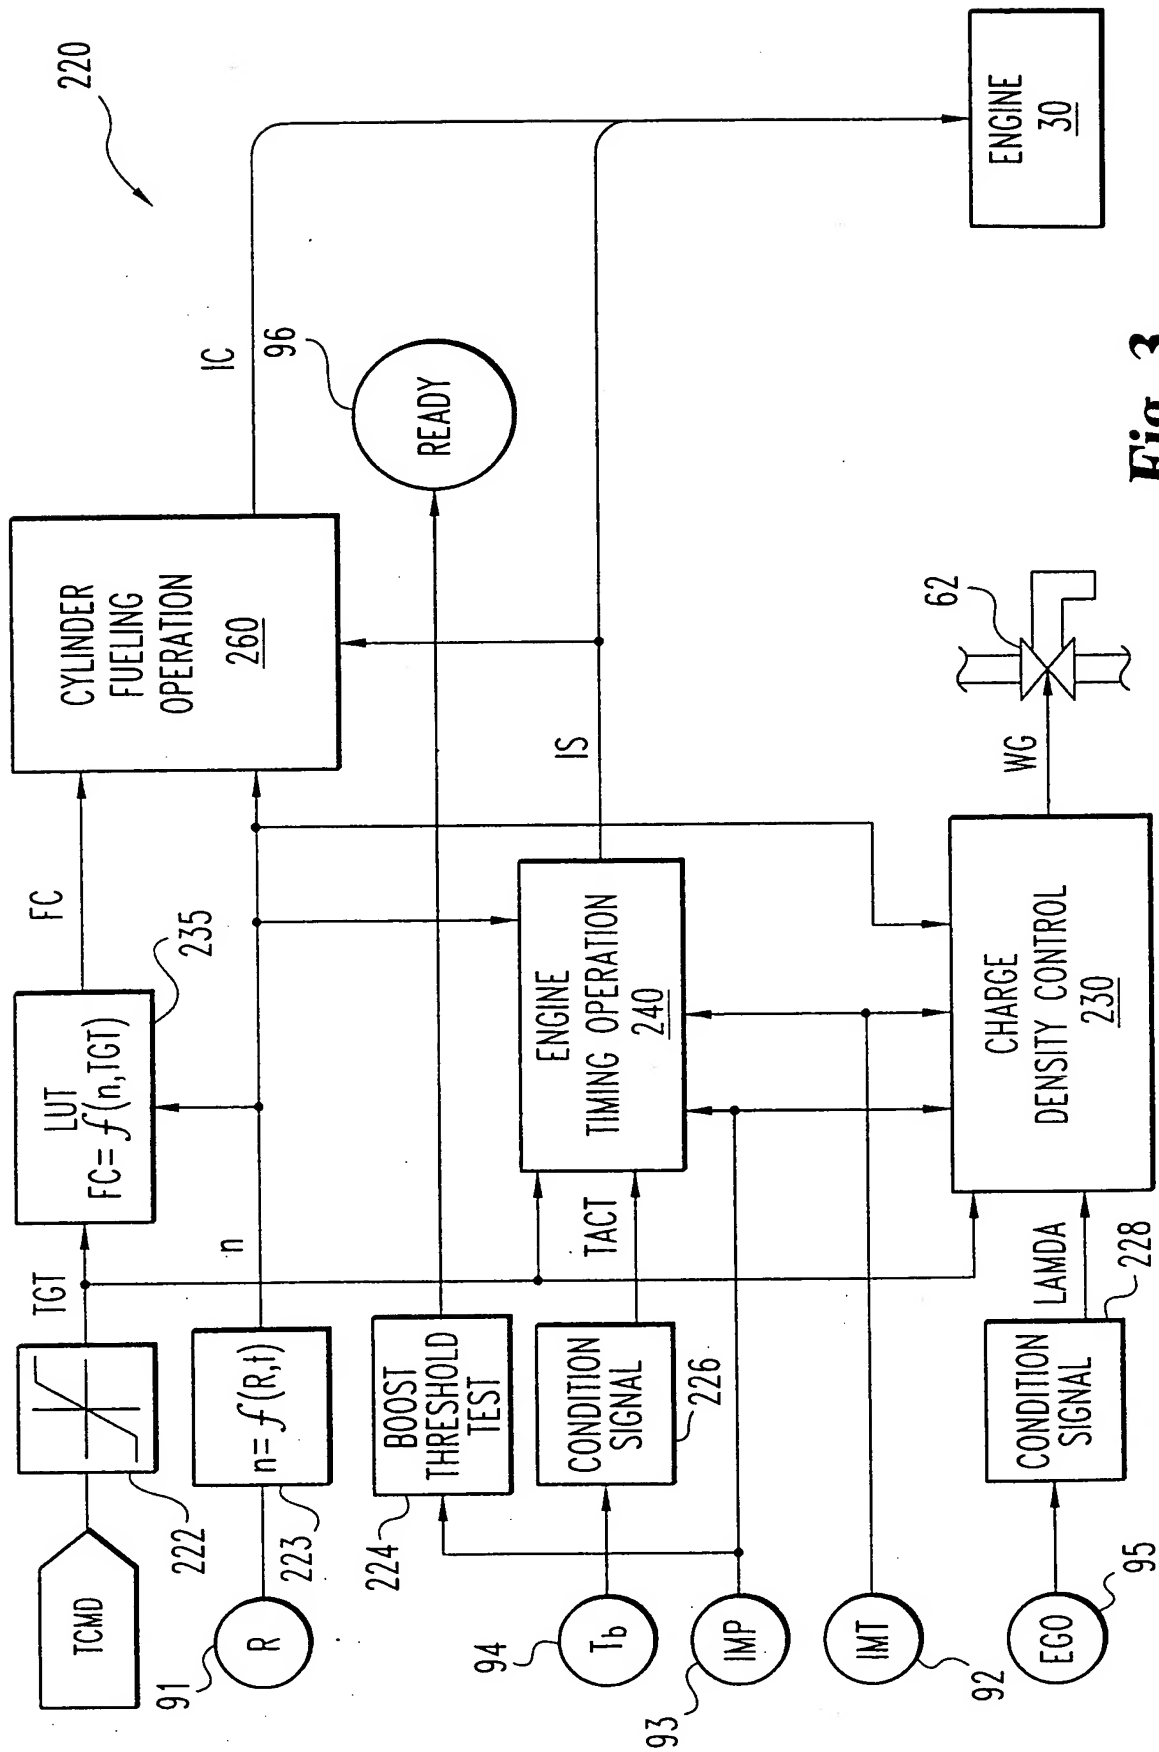 220
TCMD
222
TGT
LUT
FC= f(n,TGT)
235
FC
CYLINDER
FUELING
OPERATION
260
IC
91
R
n= f(R,t)
223
n
BOOST
THRESHOLD
TEST
224
READY
96
94
Tb
CONDITION
SIGNAL
226
TACT
ENGINE
TIMING OPERATION
240
IS
93
IMP
IMT
92
EGO
95
CONDITION
SIGNAL
228
LAMDA
CHARGE
DENSITY CONTROL
230
WG
62
ENGINE
30
Fig. 3